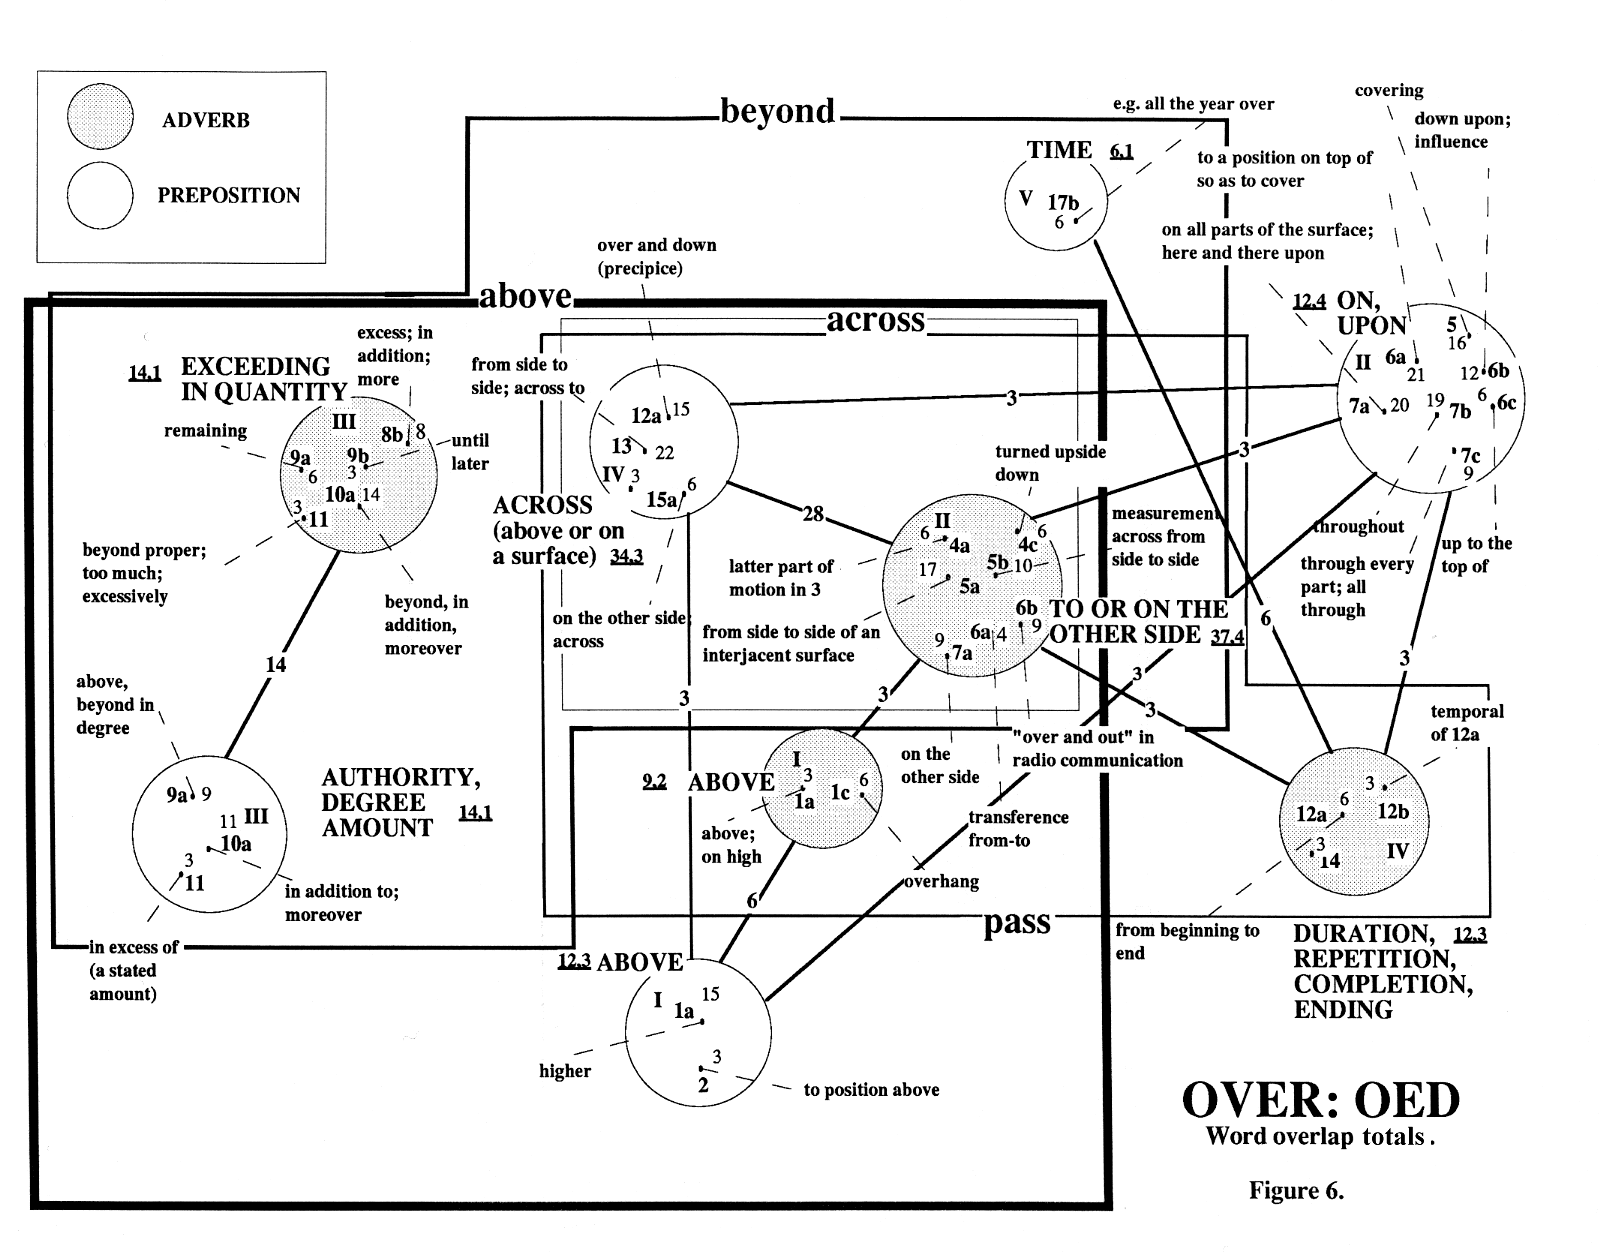 ADVERB
PREPOSITION
beyond
e.g. all the year over
covering
down upon;
influence
TIME 6.1
to a position on top of
so as to cover
V 17b
6
on all parts of the surface;
here and there upon
over and down
(precipice)
above
across
12.4 ON,
UPON
5
16
II 6a
21
12 6b
6 6c
7a 20
19 7b
7c
9
excess; in
addition;
more
from side to
side; across to
14.1 EXCEEDING
IN QUANTITY
remaining
III
8b 8
until
later
9a
6
9b
3
10a 14
3
11
12a 15
13 22
IV 3
15a 6
3
3
turned upside
down
ACROSS
(above or on
a surface) 34.3
28
II
6 4a
4c 6
5b 10
17 5a
6b 9
6a 4
9 7a
measurement
across from
side to side
throughout
through every
part; all
through
up to the
top of
beyond proper;
too much;
excessively
beyond, in
addition,
moreover
latter part of
motion in 3
on the other side
across
from side to side of an
interjacent surface
TO OR ON THE
OTHER SIDE 37.4
6
3
14
3
3
3
3
above,
beyond in
degree
temporal
of 12a
"over and out" in
radio communication
on the
other side
9.2 ABOVE
I
3
1a
1c 6
above;
on high
transference
from-to
overhang
AUTHORITY,
DEGREE
AMOUNT 14.1
9a 9
11 III
10a
3
11
in addition to;
moreover
3
12a 6
12b
3
14
IV
6
pass
from beginning to
end
DURATION, 12.3
REPETITION,
COMPLETION,
ENDING
in excess of
(a stated
amount)
12.3 ABOVE
I 15
1a
3
2
higher
to position above
OVER: OED
Word overlap totals.
Figure 6.